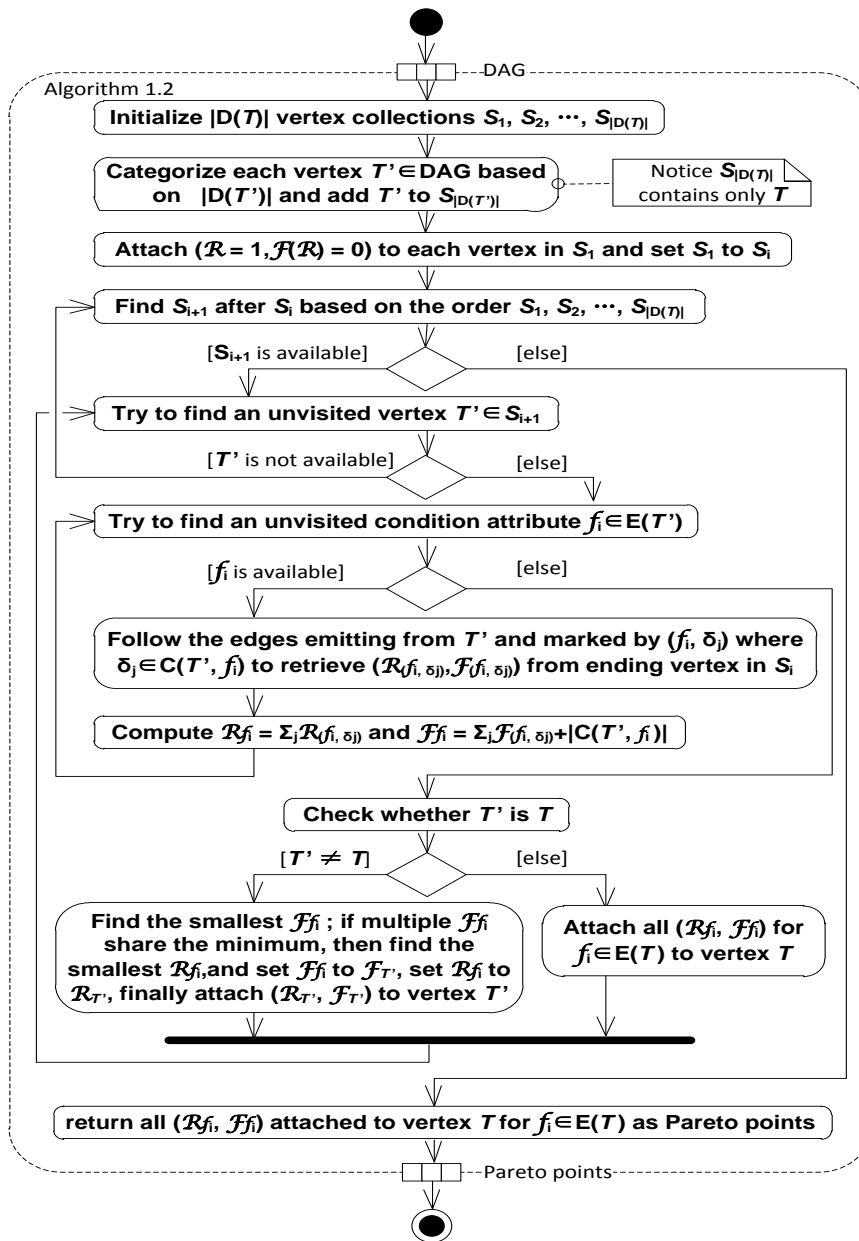 DAG
Algorithm 1.2
Initialize |D(T)| vertex collections S1, S2, ⋯, S|D(T)|
Categorize each vertex T'∈DAG based
on |D(T')| and add T' to S|D(T')|
Notice S|D(T)|
contains only T
Attach (ℛ = 1,ℱ(ℛ) = 0) to each vertex in S1 and set S1 to Si
Find Si+1 after Si based on the order S1, S2, ⋯, S|D(T)|
[Si+1 is available]
[else]
Try to find an unvisited vertex T'∈Si+1
[T' is not available]
[else]
Try to find an unvisited condition attribute fi∈E(T')
[fi is available]
[else]
Follow the edges emitting from T' and marked by (fi, δj) where
δj∈C(T', fi) to retrieve (ℛ(fi, δj),ℱ(fi, δj)) from ending vertex in Si
Compute ℛfi = Σjℛ(fi, δj) and ℱfi = Σjℱ(fi, δj)+|C(T', fi)|
Check whether T' is T
[T' ≠ T]
[else]
Find the smallest ℱfi ; if multiple ℱfi
share the minimum, then find the
smallest ℛfi,and set ℱfi to ℱT', set ℛfi to
ℛT', finally attach (ℛT', ℱT') to vertex T'
Attach all (ℛfi, ℱfi) for
fi∈E(T) to vertex T
return all (ℛfi, ℱfi) attached to vertex T for fi∈E(T) as Pareto points
Pareto points